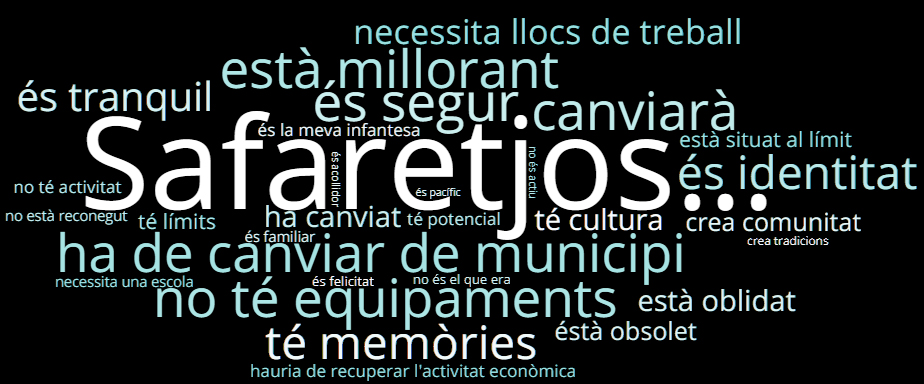 necessita llocs de treball
està millorant
és tranquil
és segur
canviarà
Safaretjos...
és la meva infantesa
està situat al límit
és acollidor
no és actiu
és identitat
no té activitat
és pacífic
no està reconegut
té límits
ha canviat
té potencial
té cultura
crea comunitat
és familiar
crea tradicions
ha de canviar de municipi
necessita una escola
és felicitat
no és el que era
no té equipaments
està oblidat
éstà obsolet
té memòries
hauria de recuperar l'activitat econòmica